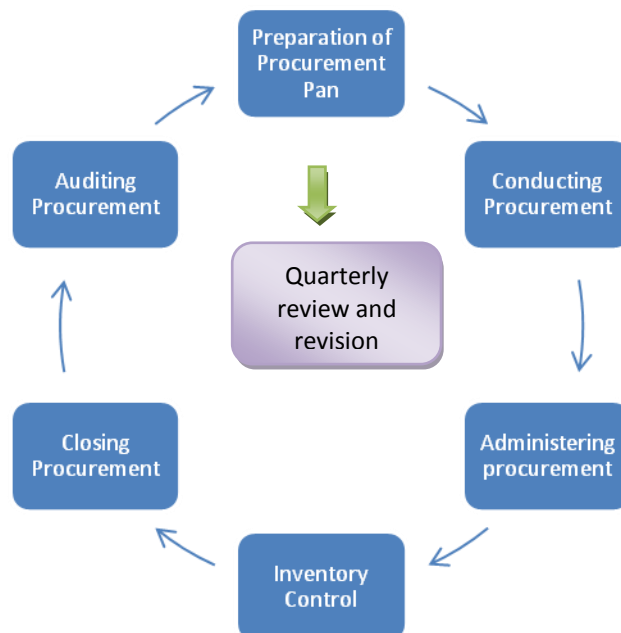 Preparation of
Procurement
Pan
Auditing
Procurement
Conducting
Procurement
Quarterly
review and
revision
Closing
Procurement
Administering
procurement
Inventory
Control